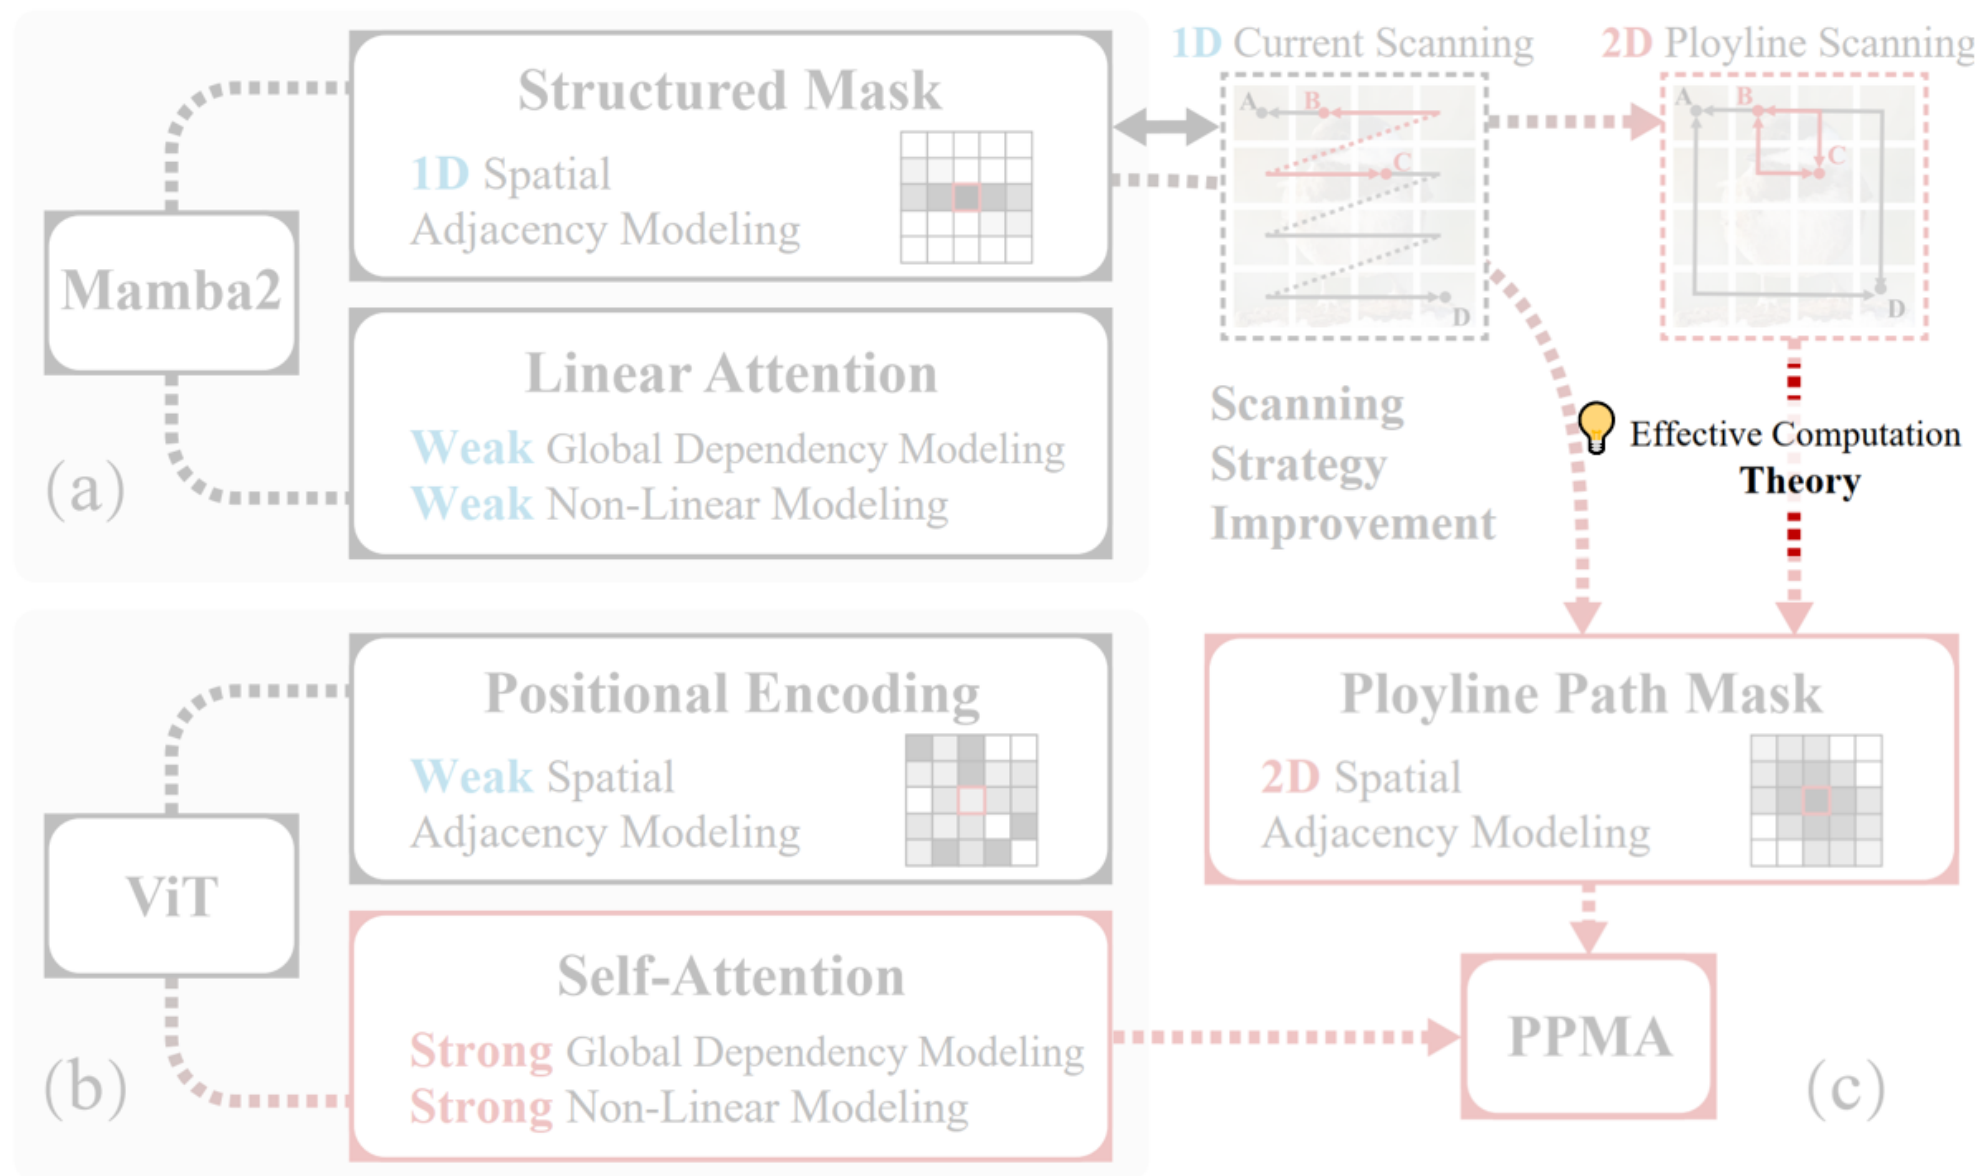 Structured Mask
1D Spatial
Adjacency Modeling
Mamba2
Linear Attention
Weak Global Dependency Modeling
Weak Non-Linear Modeling
(a)
1D Current Scanning
A B
C
D
2D Ployline Scanning
A B
C
D
Scanning
Strategy
Improvement
Effective Computation
Theory
Positional Encoding
Weak Spatial
Adjacency Modeling
ViT
Self-Attention
Strong Global Dependency Modeling
Strong Non-Linear Modeling
(b)
Ployline Path Mask
2D Spatial
Adjacency Modeling
PPMA
(c)